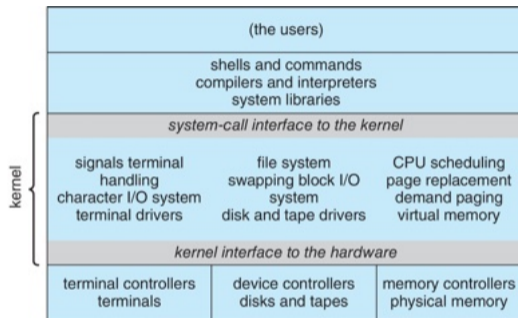 (the users)
shells and commands
compilers and interpreters
system libraries
system-call interface to the kernel
kernel
signals terminal
handling
character I/O system
terminal drivers
file system
swapping block I/O
system
disk and tape drivers
CPU scheduling
page replacement
demand paging
virtual memory
kernel interface to the hardware
terminal controllers
terminals
device controllers
disks and tapes
memory controllers
physical memory